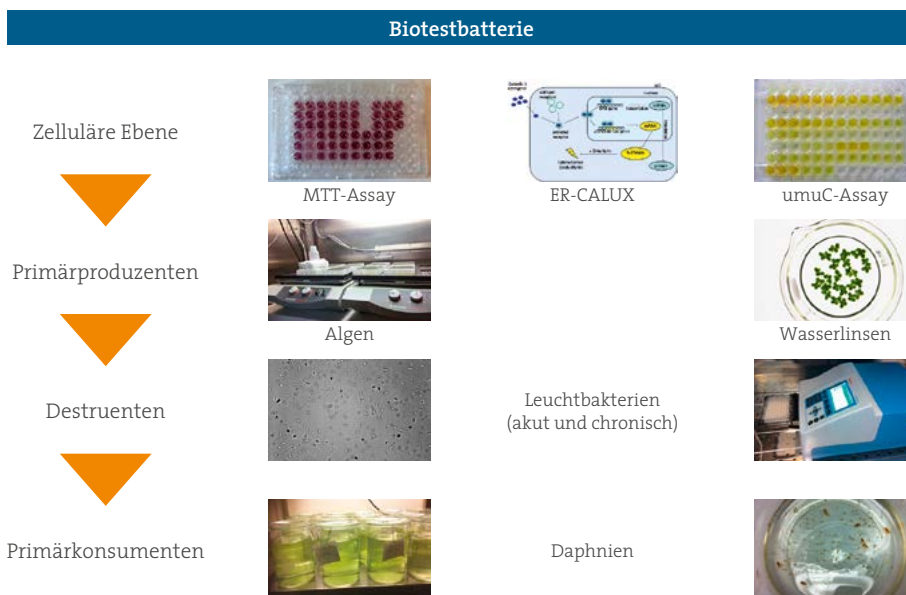 Biotestbatterie
Zelluläre Ebene
MTT-Assay
ER-CALUX
umuC-Assay
Primärproduzenten
Algen
Wasserlinsen
Destruenten
Leuchtbakterien
(akut und chronisch)
Primärkonsumenten
Daphnien